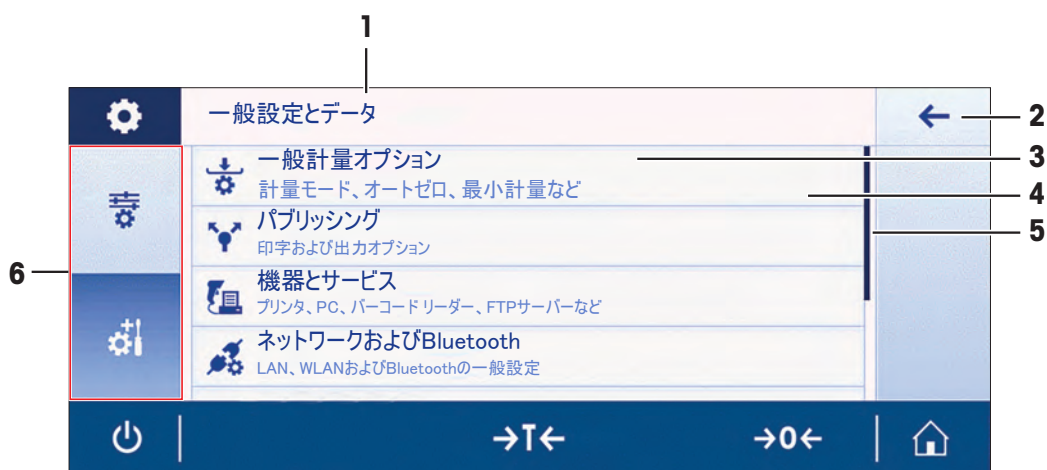 1
一般設定とデータ
2
一般計量オプション
3
計量モード、オートゼロ、最小計量など
4
パブリッシング
5
印字および出力オプション
6
機器とサービス
プリンタ、PC、バーコードリーダー、FTPサーバーなど
ネットワークおよびBluetooth
LAN、WLANおよびBluetoothの一般設定
→T←
→0←